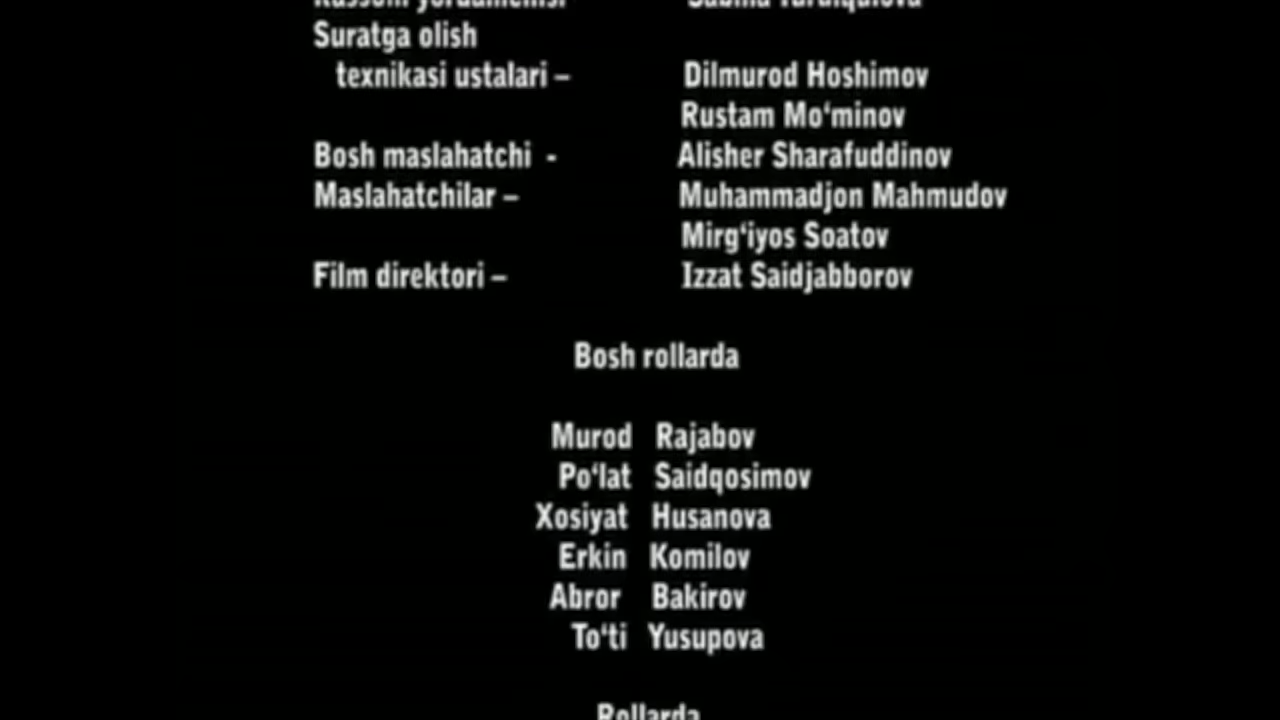 Suratga olish
texnikasi ustalari – Dilmurod Hoshimov
Rustam Mo‘minov
Bosh maslahatchi - Alisher Sharafuddinov
Maslahatchilar – Muhammadjon Mahmudov
Mirg‘iyos Soatov
Film direktori – Izzat Saidjabborov
Bosh rollarda
Murod Rajabov
Po‘lat Saidqosimov
Xosiyat Husanova
Erkin Komilov
Abror Bakirov
To‘ti Yusupova
Rollarda